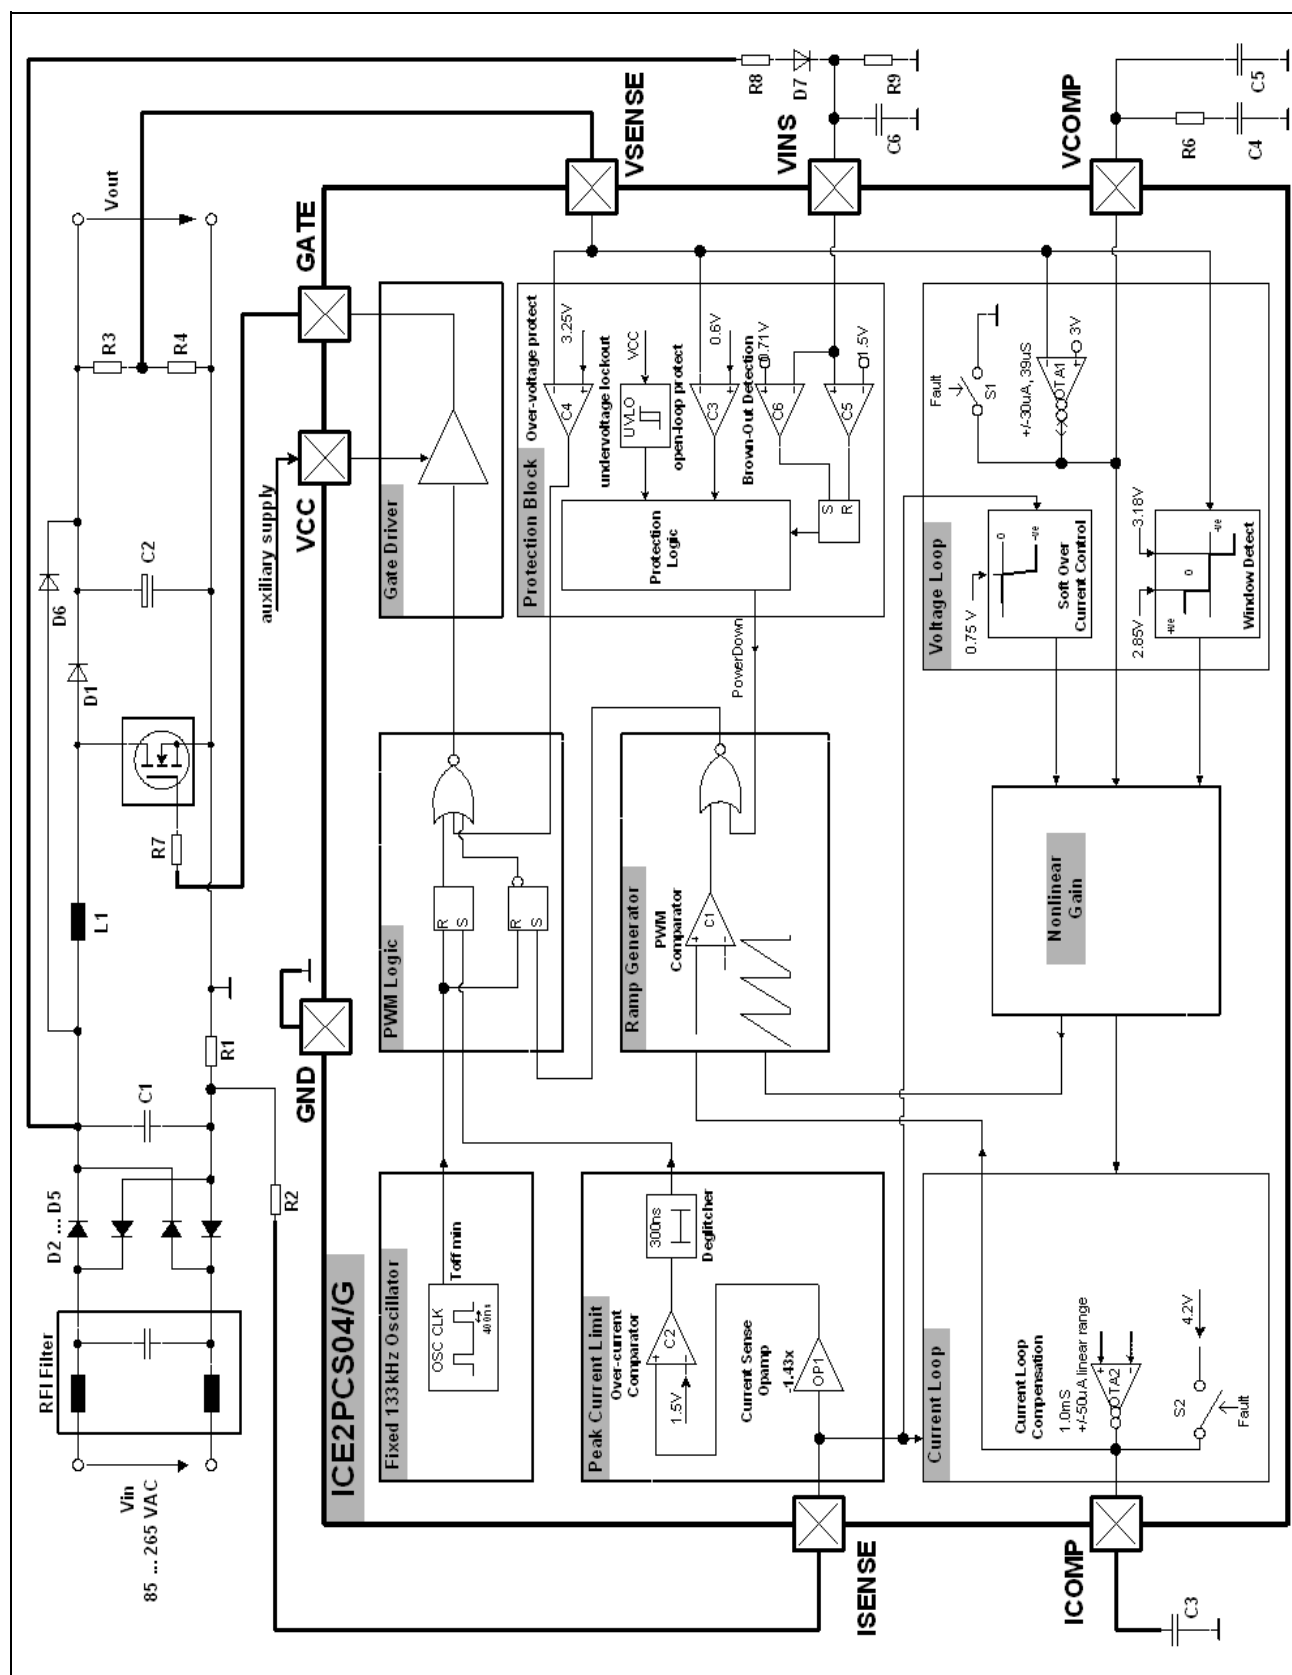 Vin
85 ... 265 VAC
RFI Filter
D2 ... D5
C1
R1
R2
L1
R7
D1
D6
C2
R3
R4
Vout
GND
auxiliary supply
VCC
GATE
VSENSE
VINS
VCOMP
R8
D7
R9
C6
R6
C4
C5
ICE2PCS04/G
Fixed 133kHz Oscillator
OSC CLK
400ns
Toff min
PWM Logic
R
S
R
S
Gate Driver
Peak Current Limit
Over-current
Comparator
1.5V
C2
300ns
Deglitcher
Current Sense
Opamp
-1.43x
OP1
Ramp Generator
PWM
Comparator
C1
PowerDown
Protection Block
Over-voltage protect
3.25V
C4
undervoltage lockout
VCC
UVLO
open-loop protect
0.6V
C3
Brown-Out Detection
0.71V
C6
1.5V
C5
S
R
Protection
Logic
Current Loop
Current Loop
Compensation
1.0mS
+/-50uA linear range
OTA2
4.2V
S2
Fault
Nonlinear
Gain
Voltage Loop
0.75 V
0
-ve
Soft Over
Current Control
2.85V
3.18V
+ve
0
-ve
Window Detect
Fault
S1
+/-30uA, 39uS
OTA1
3V
ISENSE
ICOMP
C3